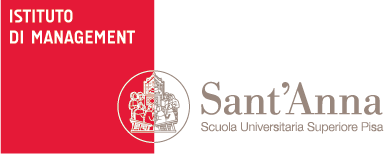 ISTITUTO
DI MANAGEMENT
Sant'Anna
Scuola Universitaria Superiore Pisa